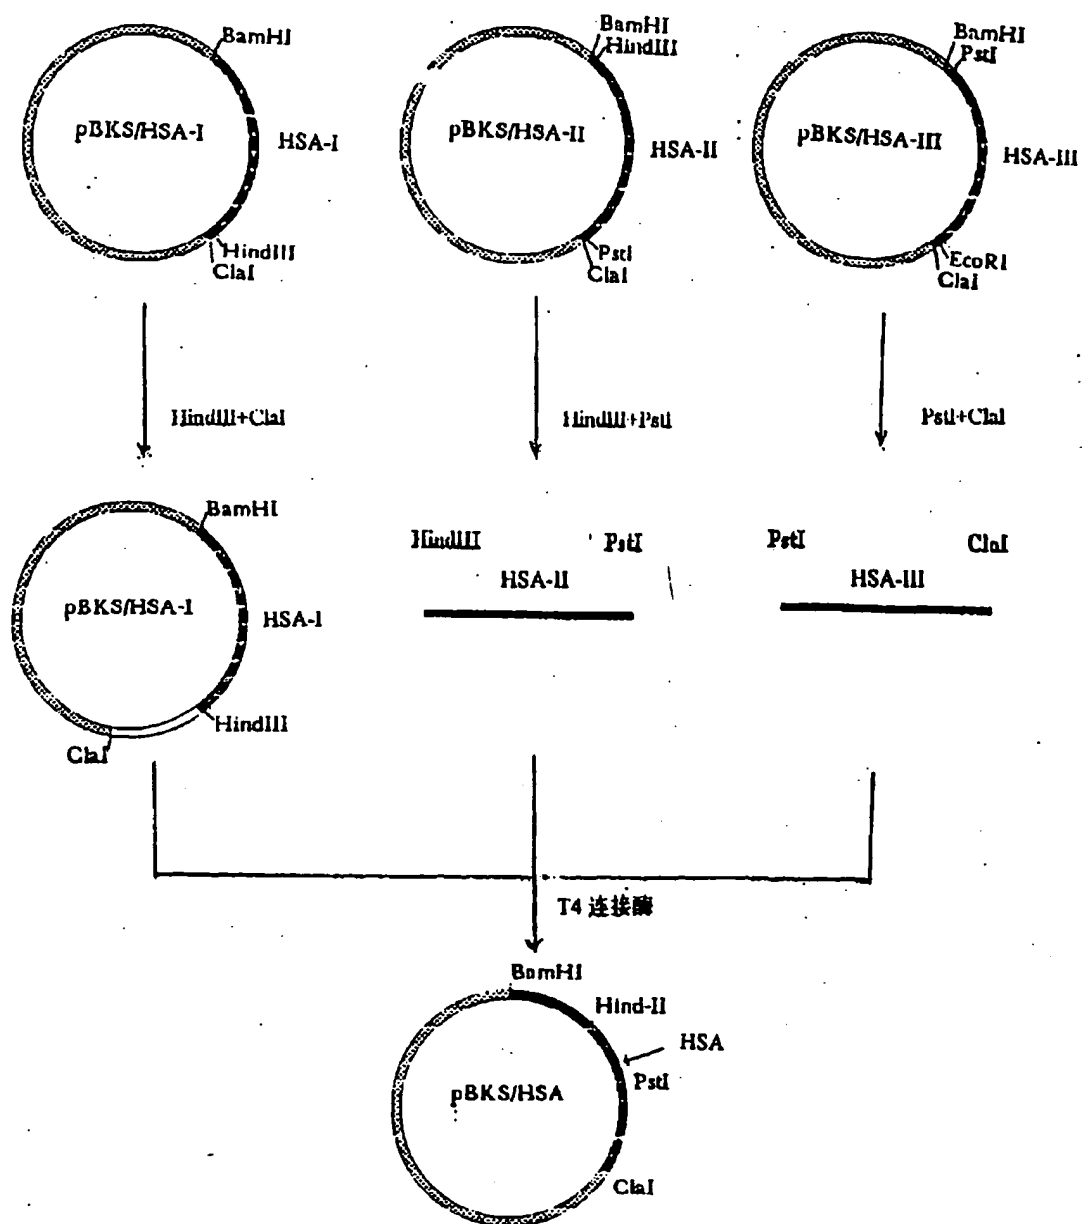 BamHI
pBKS/HSA-I
HSA-I
HindIII
ClaI
BamHI
HindIII
pBKS/HSA-II
HSA-II
PstI
ClaI
BamHI
PstI
pBKS/HSA-III
HSA-III
EcoRI
ClaI
HindIII+ClaI
HindIII+PstI
PstI+ClaI
BamHI
pBKS/HSA-I
HSA-I
HindIII
ClaI
HindIII PstI
HSA-II
PstI ClaI
HSA-III
T4 连接酶
BamHI
Hind-II
HSA
PstI
pBKS/HSA
ClaI